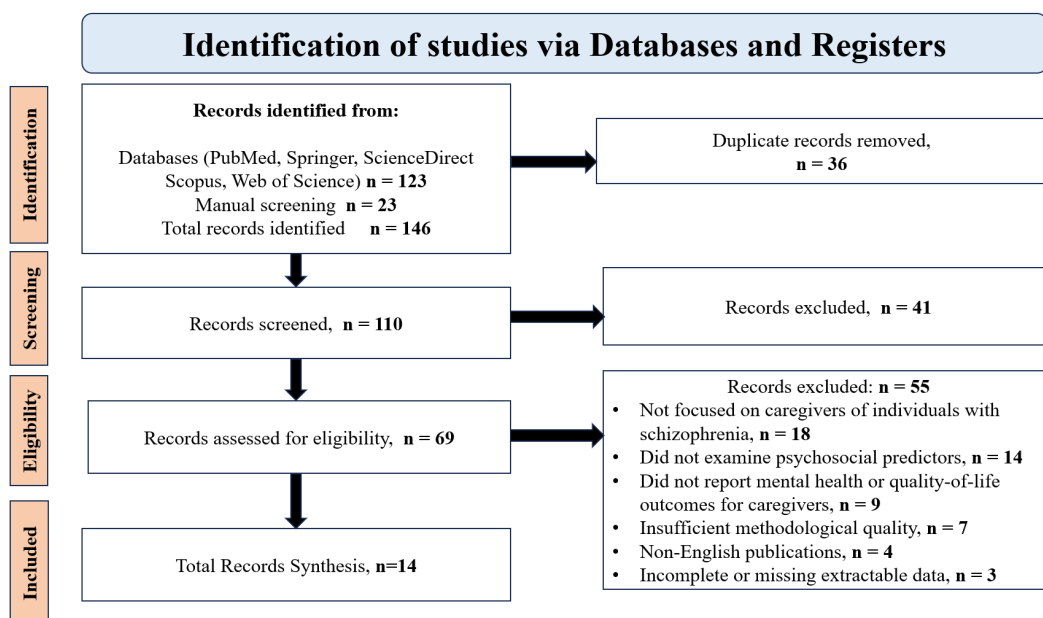 Identification of studies via Databases and Registers
Identification
Records identified from:
Databases (PubMed, Springer, ScienceDirect
Scopus, Web of Science) n = 123
Manual screening n = 23
Total records identified n = 146
Duplicate records removed,
n = 36
Screening
Records screened, n = 110
Records excluded, n = 41
Eligibility
Records assessed for eligibility, n = 69
Records excluded: n = 55
• Not focused on caregivers of individuals with
schizophrenia, n = 18
• Did not examine psychosocial predictors, n = 14
• Did not report mental health or quality-of-life
outcomes for caregivers, n = 9
• Insufficient methodological quality, n = 7
• Non-English publications, n = 4
• Incomplete or missing extractable data, n = 3
Included
Total Records Synthesis, n=14